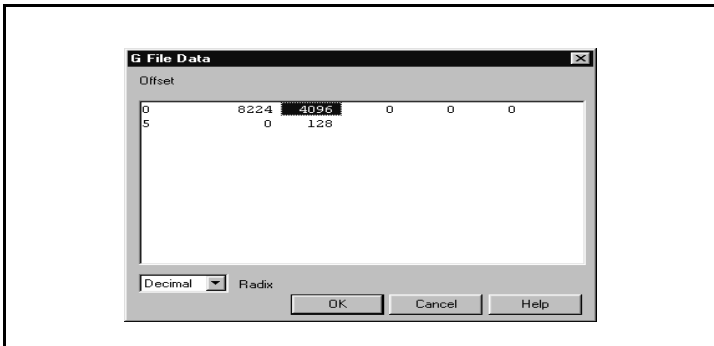 G File Data
Offset
0 8224 4096 0 0 0
5 0 128
Decimal Radix
OK Cancel Help